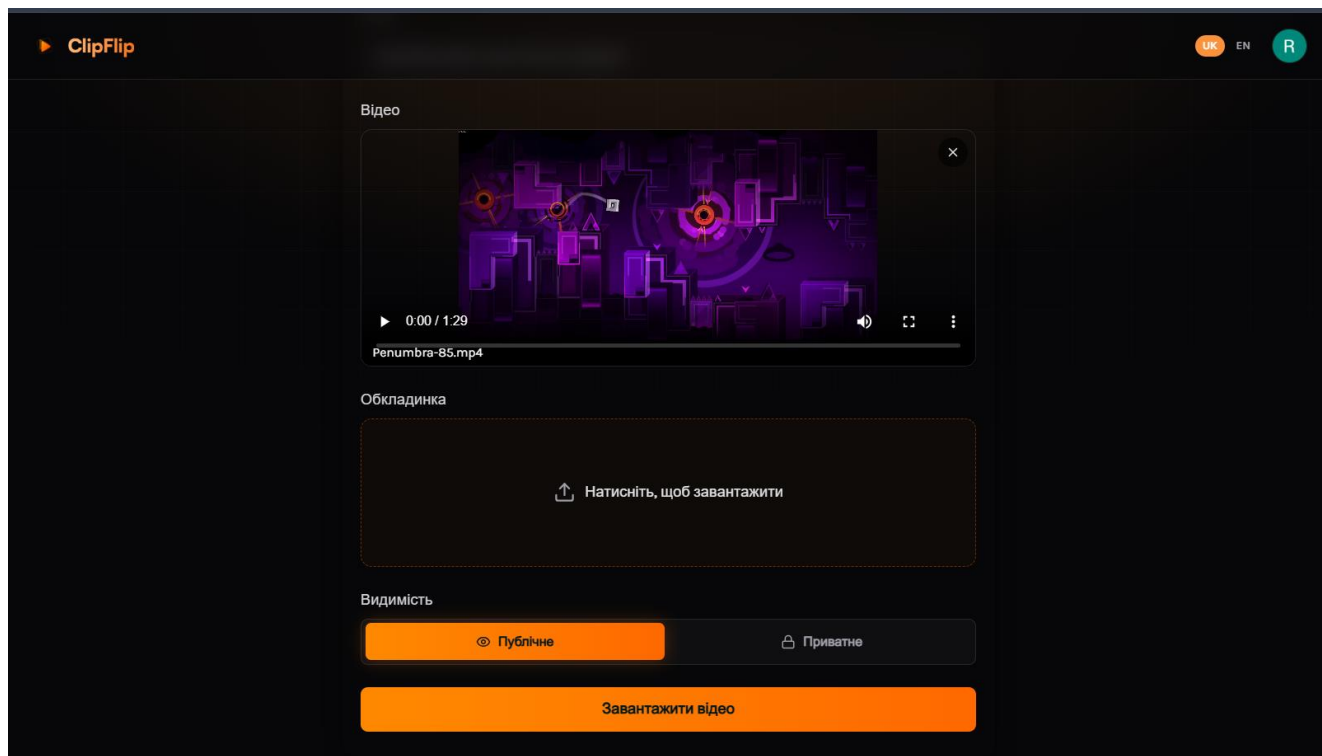 ClipFlip
UK EN R
Відео
0:00 / 1:29
Penumbra-85.mp4
Обкладинка
Натисніть, щоб завантажити
Видимість
Публічне
Приватне
Завантажити відео